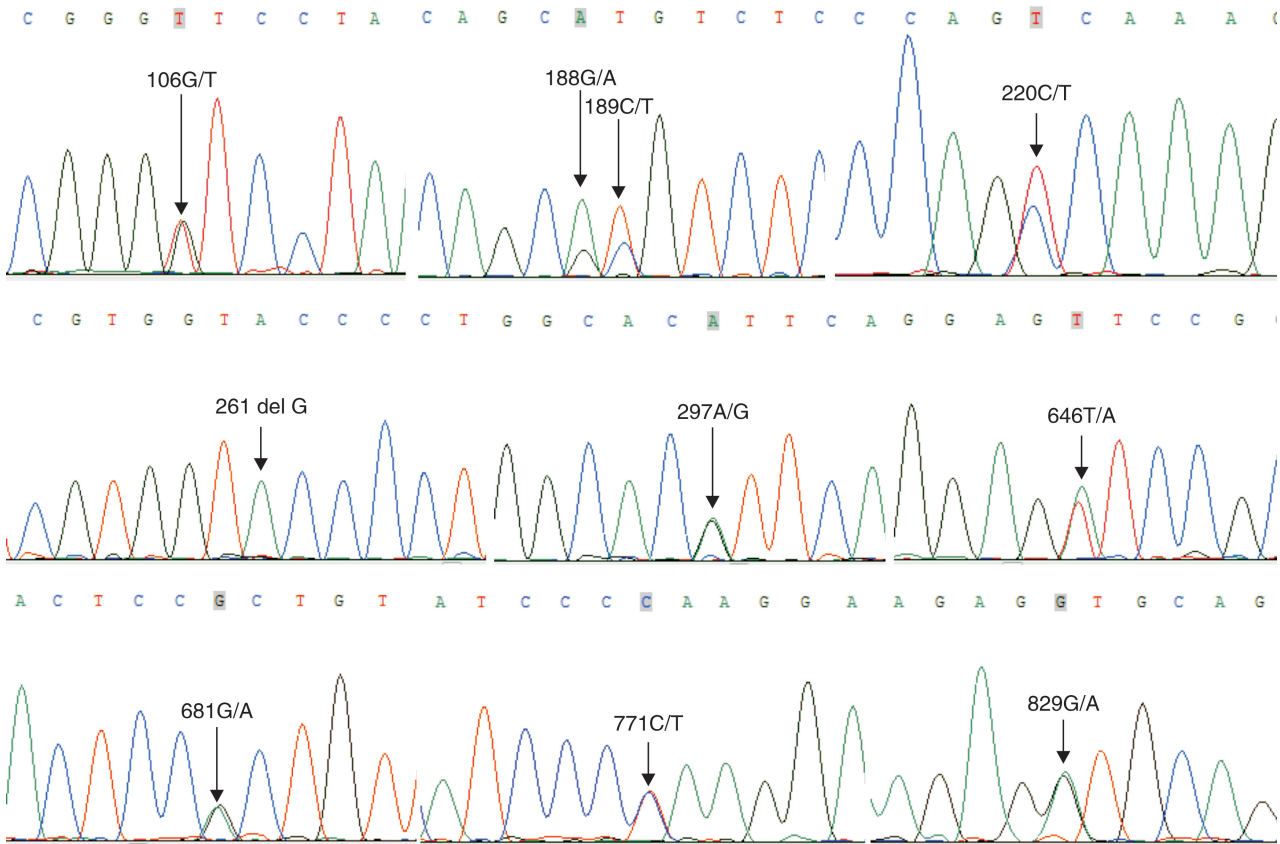 C G G G T T C C T A
C A G C A T G T C T C
C C A G T C A A A G
106G/T
188G/A
189C/T
220C/T
C G T G G T A C C C C T
G G C A C A T T C A
G G A G T T C C G
261 del G
297A/G
646T/A
A C T C C G C T G T
A T C C C C A A G G A
A G A G G T G C A G
681G/A
771C/T
829G/A